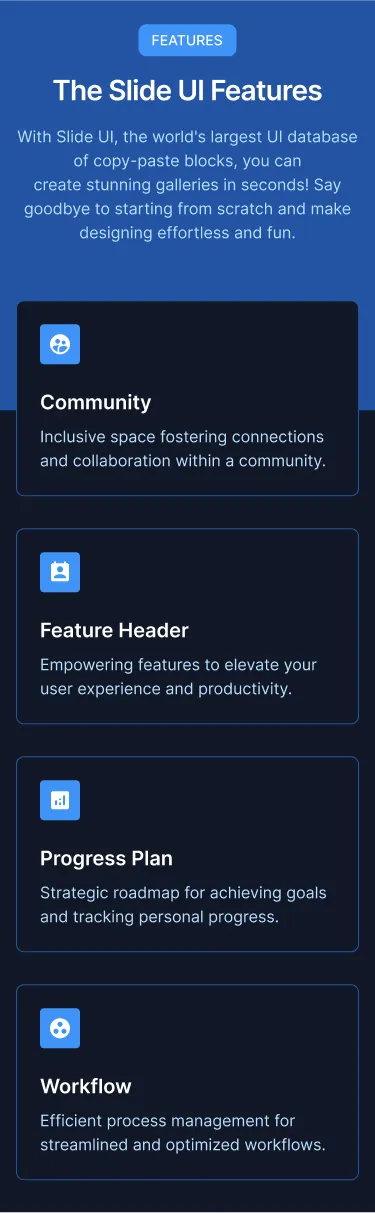 FEATURES
The Slide UI Features
With Slide UI, the world's largest UI database
of copy-paste blocks, you can
create stunning galleries in seconds! Say
goodbye to starting from scratch and make
designing effortless and fun.
Community
Inclusive space fostering connections
and collaboration within a community.
Feature Header
Empowering features to elevate your
user experience and productivity.
Progress Plan
Strategic roadmap for achieving goals
and tracking personal progress.
Workflow
Efficient process management for
streamlined and optimized workflows.